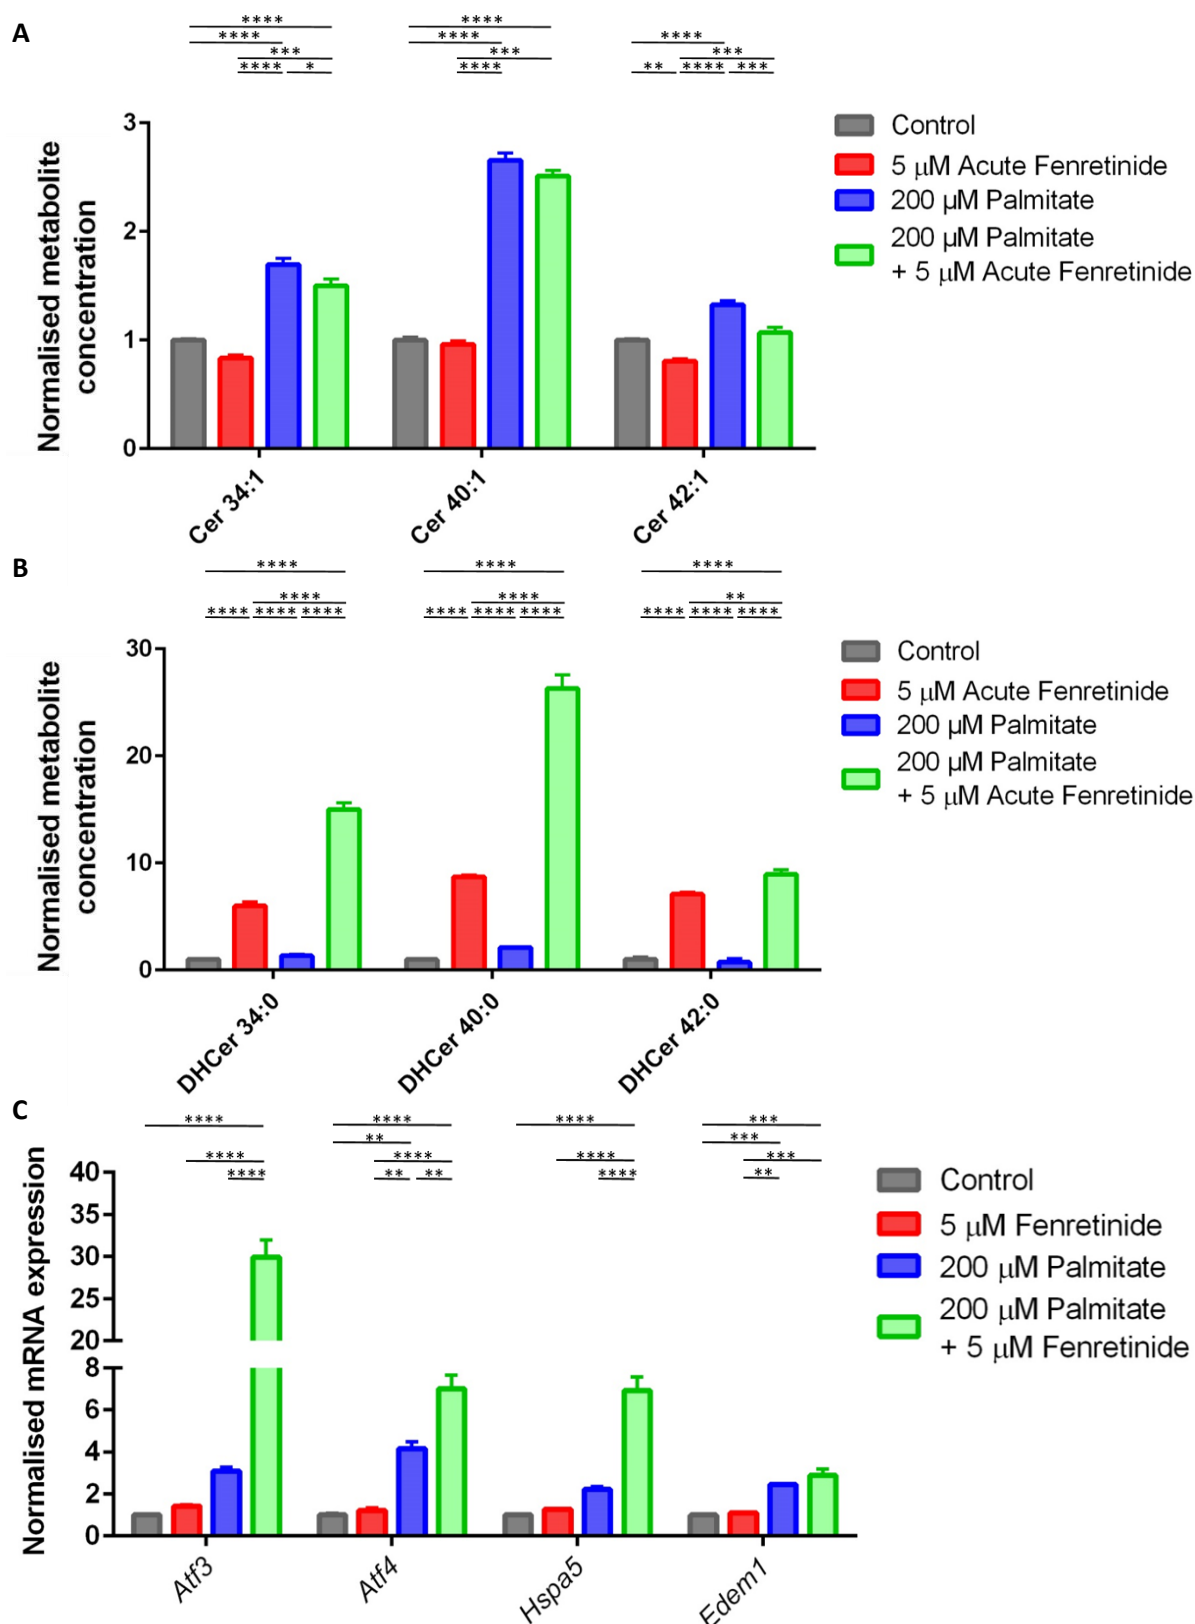 A
**** ****
**** **** ****
*** *** ***
**** * **** ** **** ***
Normalised metabolite
concentration
3
2
1
0
Cer 34:1
Cer 40:1
Cer 42:1
Control
5 μM Acute Fenretinide
200 μM Palmitate
200 μM Palmitate
+ 5 μM Acute Fenretinide
B
**** **** ****
**** **** **
**** **** **** **** **** **** **** **** ****
Normalised metabolite
concentration
30
20
10
0
DHCer 34:0
DHCer 40:0
DHCer 42:0
Control
5 μM Acute Fenretinide
200 μM Palmitate
200 μM Palmitate
+ 5 μM Acute Fenretinide
C
**** **** **** ***
** ***
**** **** **** ***
**** ** ** **** **
Normalised mRNA expression
40
35
30
25
20
8
6
4
2
0
Atf3
Atf4
Hspa5
Edem1
Control
5 μM Fenretinide
200 μM Palmitate
200 μM Palmitate
+ 5 μM Fenretinide